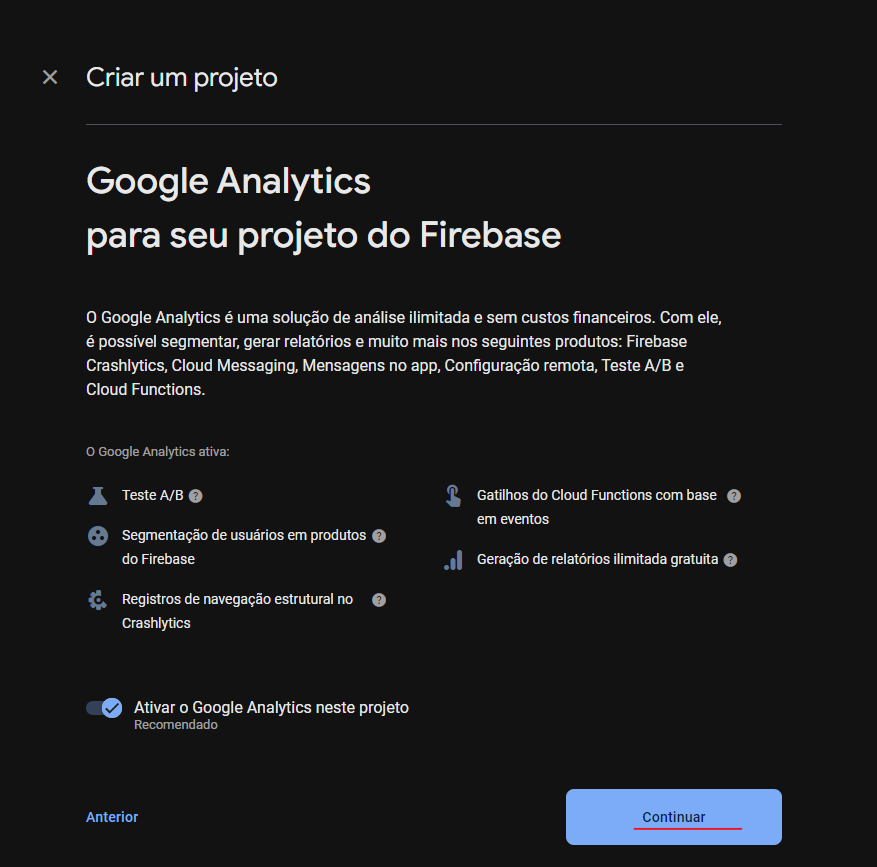 Criar um projeto
Google Analytics
para seu projeto do Firebase
O Google Analytics é uma solução de análise ilimitada e sem custos financeiros. Com ele,
é possível segmentar, gerar relatórios e muito mais nos seguintes produtos: Firebase
Crashlytics, Cloud Messaging, Mensagens no app, Configuração remota, Teste A/B e
Cloud Functions.
O Google Analytics ativa:
Teste A/B ?
Segmentação de usuários em produtos ?
do Firebase
Registros de navegação estrutural no ?
Crashlytics
Gatilhos do Cloud Functions com base ?
em eventos
Geração de relatórios ilimitada gratuita ?
Ativar o Google Analytics neste projeto
Recomendado
Anterior
Continuar